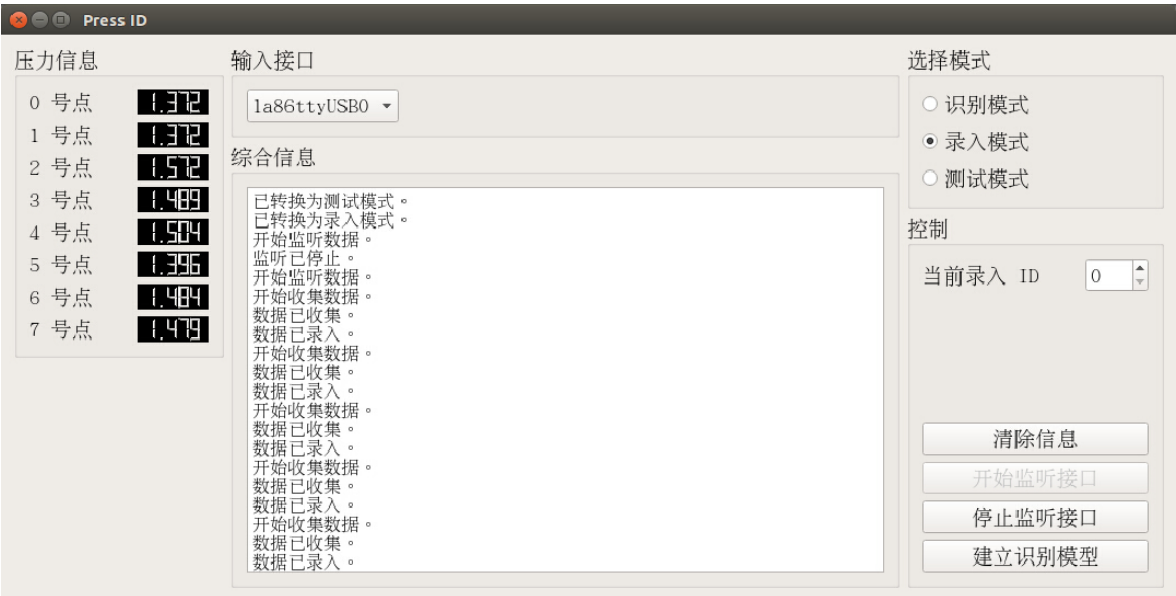 Press ID
压力信息
0 号点 1.372
1 号点 1.372
2 号点 1.572
3 号点 1.489
4 号点 1.504
5 号点 1.396
6 号点 1.484
7 号点 1.479
输入接口
1a86ttyUSB0
综合信息
已转换为测试模式。
已转换为录入模式。
开始监听数据。
监听已停止。
开始监听数据。
开始收集数据。
数据已收集。
数据已录入。
开始收集数据。
数据已收集。
数据已录入。
开始收集数据。
数据已收集。
数据已录入。
开始收集数据。
数据已收集。
数据已录入。
开始收集数据。
数据已收集。
数据已录入。
选择模式
识别模式
录入模式
测试模式
控制
当前录入 ID 0
清除信息
开始监听接口
停止监听接口
建立识别模型